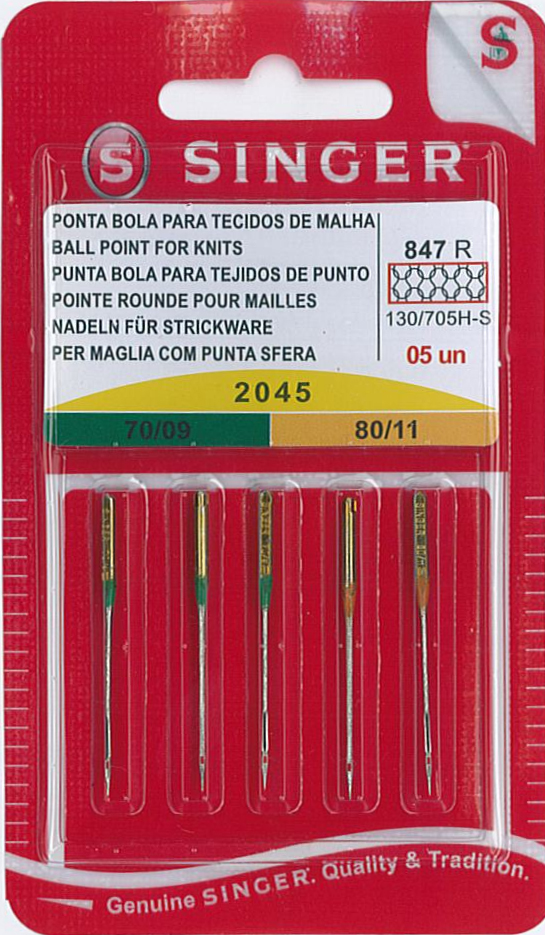 S
S SINGER
PONTA BOLA PARA TECIDOS DE MALHA
BALL POINT FOR KNITS
PUNTA BOLA PARA TEJIDOS DE PUNTO
POINTE ROUNDE POUR MAILLES
NADELN FÜR STRICKWARE
PER MAGLIA COM PUNTA SFERA
847 R
130/705H-S
05 un
2045
70/09 80/11
Genuine SINGER. Quality & Tradition.